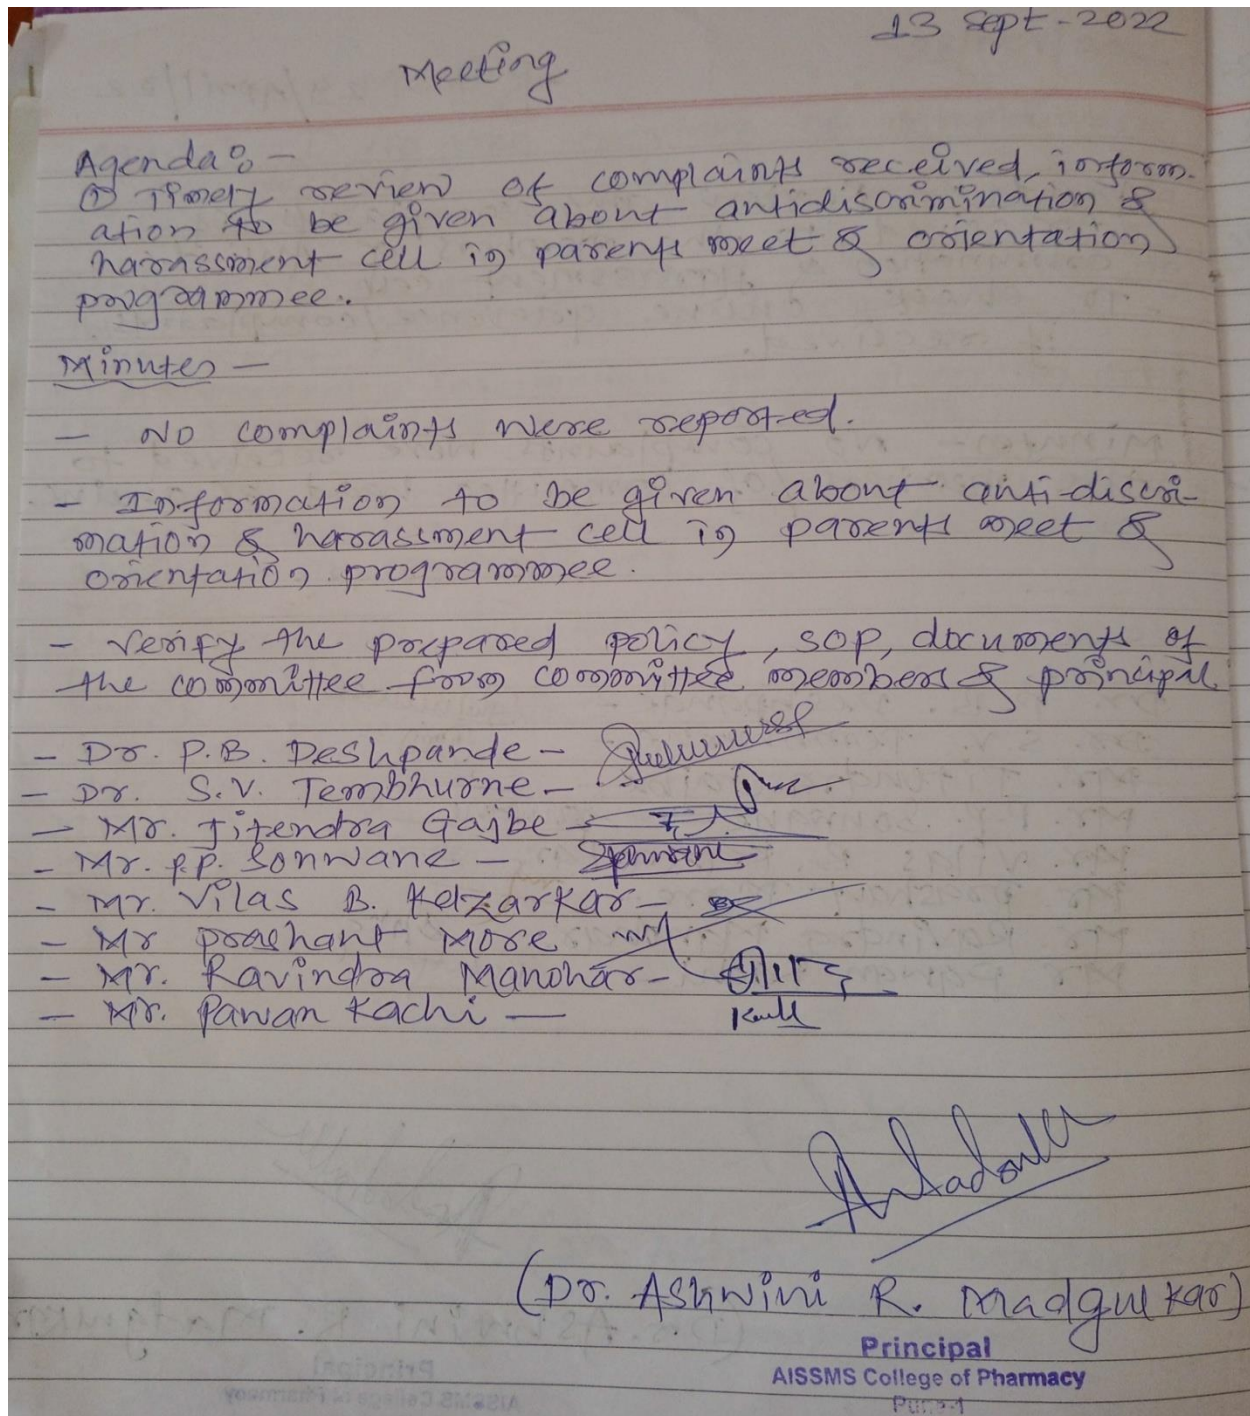 13 Sept-2022
Meeting
Agenda:-
① Timely review of complaints received, inform-
ation to be given about antidiscrimination &
harassment cell in parents meet & orientation
programmee.
Minutes -
- No complaints were reported.
- Information to be given about anti-discri-
mation & harassment cell in parents meet &
orientation programmee.
- Verify the prepared policy, SOP, documents of
the committee from committee members & principal.
- Dr. P.B. Deshpande -
- Dr. S.V. Tembhurne -
- Mr. Jitendra Gajbe -
- Mr. P.P. Sonwane -
- Mr. Vilas B. Kelzarkar -
- Mr Prashant More
- Mr. Ravindra Manohar -
- Mr. Pawan Kachi -
(Dr. Ashwini R. Madgulkar)
Principal
AISSMS College of Pharmacy
Pune-1